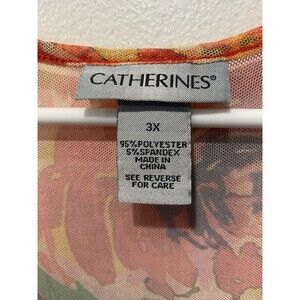 CATHERINES®
3X
95%POLYESTER
5%SPANDEX
MADE IN
CHINA
SEE REVERSE
FOR CARE